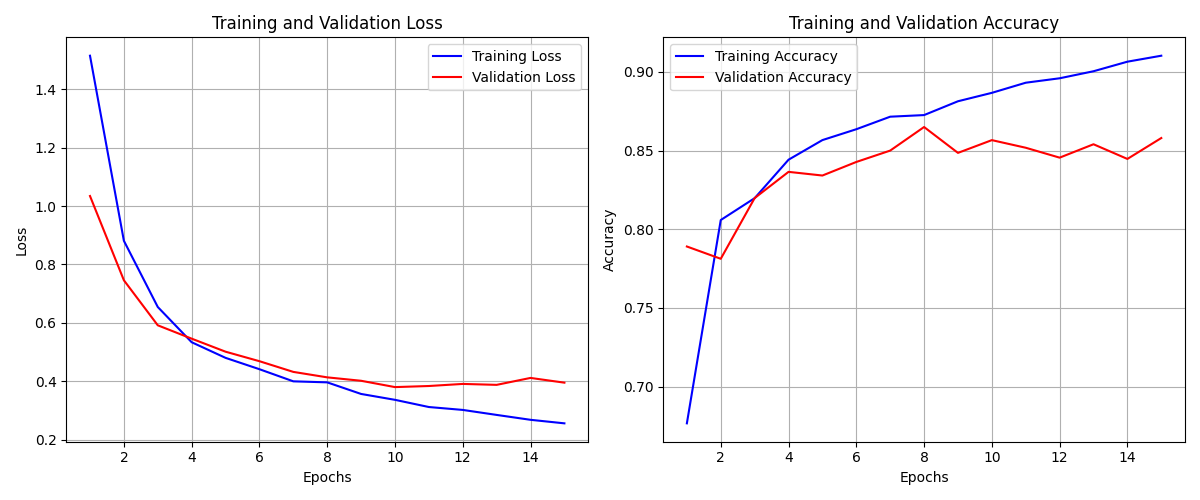 Training and Validation Loss
Training Loss
Validation Loss
Loss
1.4
1.2
1.0
0.8
0.6
0.4
0.2
2 4 6 8 10 12 14
Epochs
Training and Validation Accuracy
Training Accuracy
Validation Accuracy
Accuracy
0.90
0.85
0.80
0.75
0.70
2 4 6 8 10 12 14
Epochs